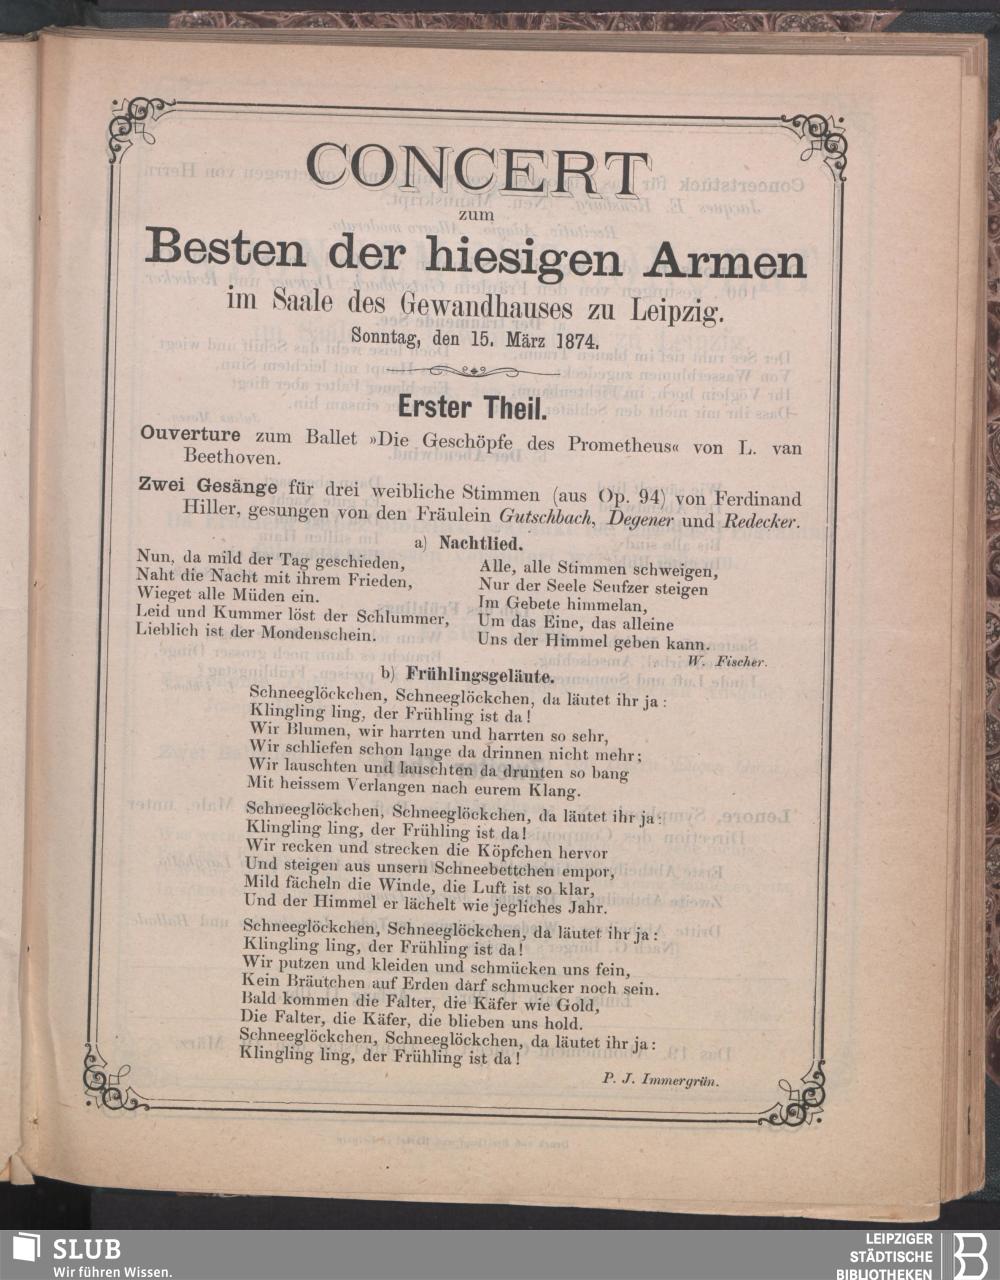 CONCERT
zum
Besten der hiesigen Armen
im Saale des Gewandhauses zu Leipzig.
Sonntag, den 15. März 1874.
Erster Theil.
Ouverture zum Ballet »Die Geschöpfe des Prometheus« von L. van
Beethoven.
Zwei Gesänge für drei weibliche Stimmen (aus Op. 94) von Ferdinand
Hiller, gesungen von den Fräulein Gutschbach, Degener und Redecker.
a) Nachtlied.
Nun, da mild der Tag geschieden,
Naht die Nacht mit ihrem Frieden,
Wieget alle Müden ein.
Leid und Kummer löst der Schlummer,
Lieblich ist der Mondenschein.
Alle, alle Stimmen schweigen,
Nur der Seele Seufzer steigen
Im Gebete himmelan,
Um das Eine, das alleine
Uns der Himmel geben kann.
W. Fischer.
b) Frühlingsgeläute.
Schneeglöckchen, Schneeglöckchen, da läutet ihr ja:
Klingling ling, der Frühling ist da!
Wir Blumen, wir harrten und harrten so sehr,
Wir schliefen schon lange da drinnen nicht mehr;
Wir lauschten und lauschten da drunten so bang
Mit heissem Verlangen nach eurem Klang.
Schneeglöckchen, Schneeglöckchen, da läutet ihr ja:
Klingling ling, der Frühling ist da!
Wir recken und strecken die Köpfchen hervor
Und steigen aus unsern Schneebettchen empor,
Mild fächeln die Winde, die Luft ist so klar,
Und der Himmel er lächelt wie jegliches Jahr.
Schneeglöckchen, Schneeglöckchen, da läutet ihr ja:
Klingling ling, der Frühling ist da!
Wir putzen und kleiden und schmücken uns fein,
Kein Bräutchen auf Erden darf schmucker noch sein.
Bald kommen die Falter, die Käfer wie Gold,
Die Falter, die Käfer, die blieben uns hold.
Schneeglöckchen, Schneeglöckchen, da läutet ihr ja:
Klingling ling, der Frühling ist da!
P. J. Immergrün.
SLUB
Wir führen Wissen.
LEIPZIGER
STÄDTISCHE
BIBLIOTHEKEN